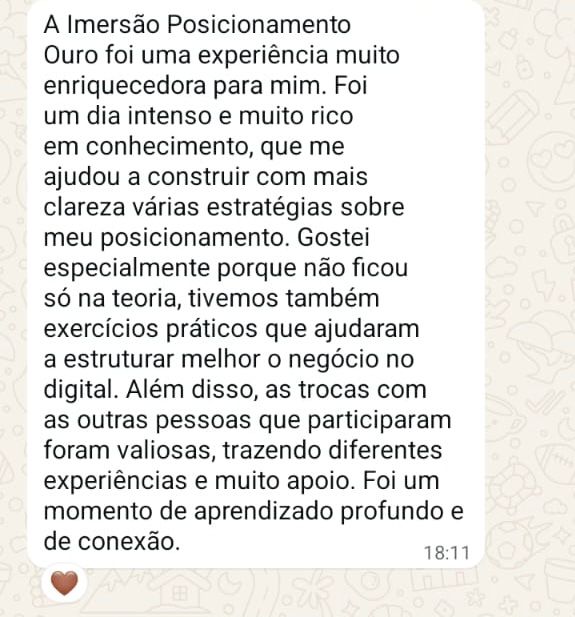 A Imersão Posicionamento
Ouro foi uma experiência muito
enriquecedora para mim. Foi
um dia intenso e muito rico
em conhecimento, que me
ajudou a construir com mais
clareza várias estratégias sobre
meu posicionamento. Gostei
especialmente porque não ficou
só na teoria, tivemos também
exercícios práticos que ajudaram
a estruturar melhor o negócio no
digital. Além disso, as trocas com
as outras pessoas que participaram
foram valiosas, trazendo diferentes
experiências e muito apoio. Foi um
momento de aprendizado profundo e
de conexão.
18:11